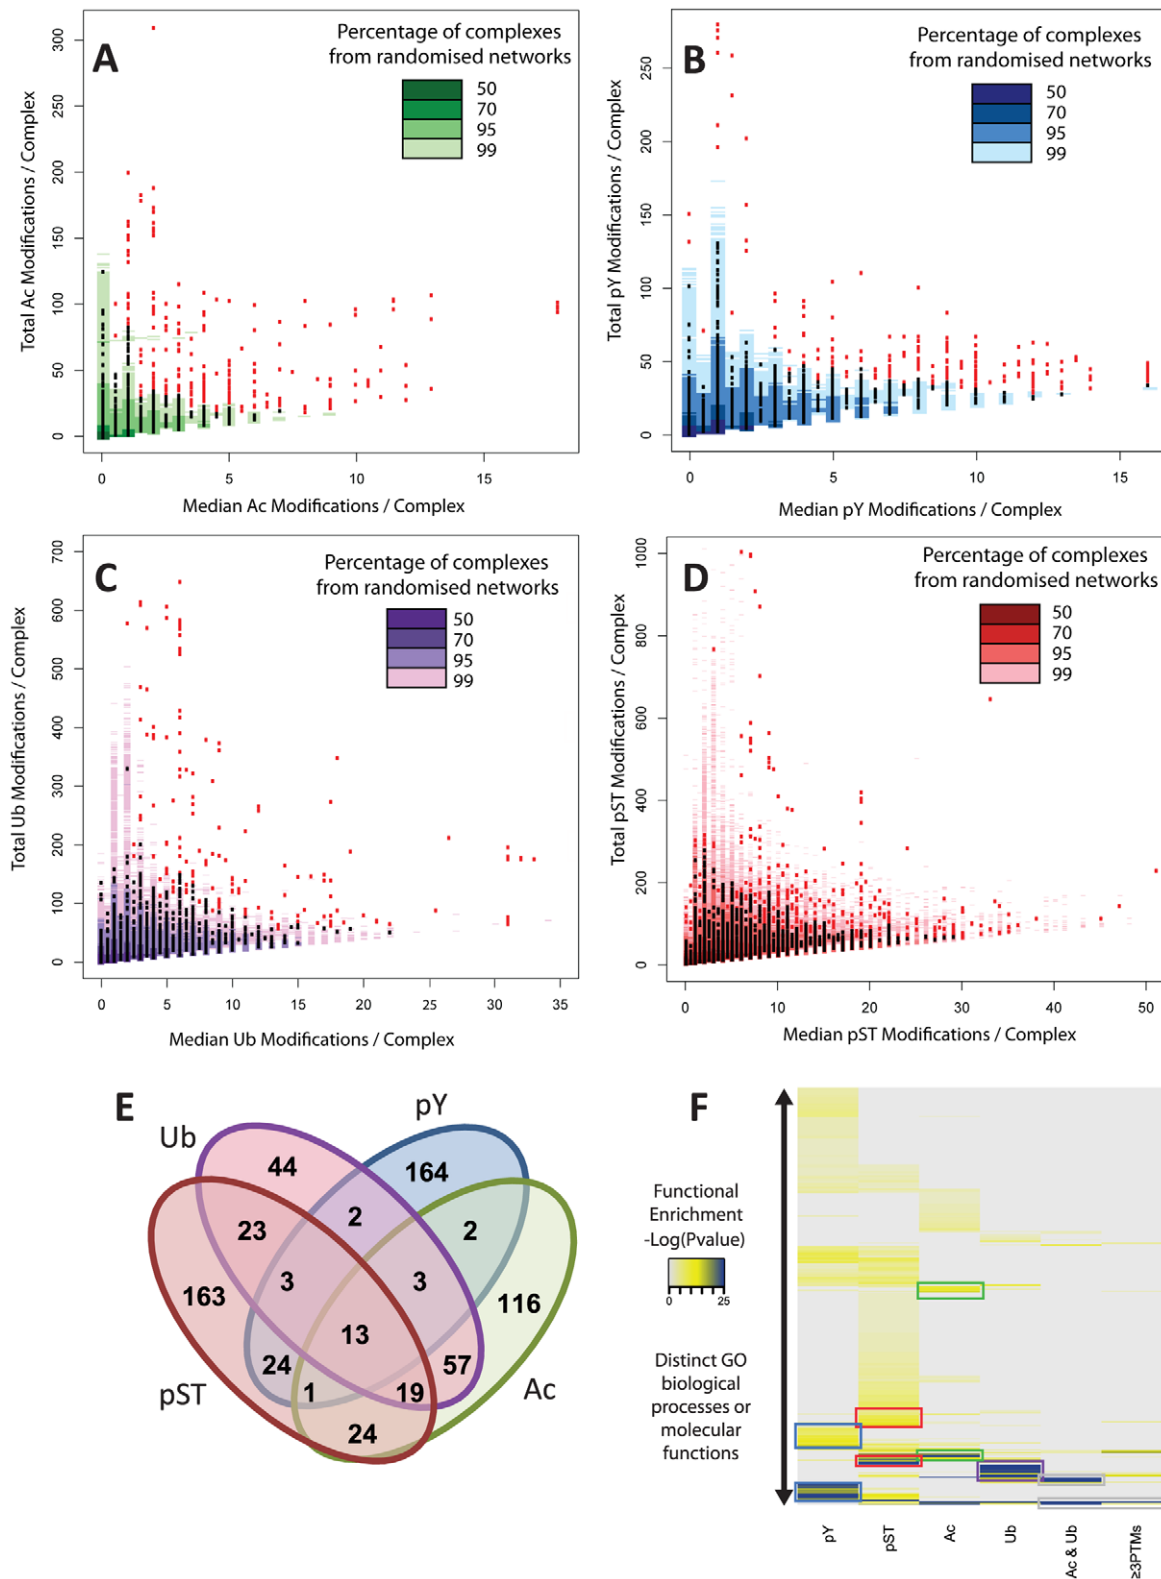 A
Percentage of complexes
from randomised networks
50
70
95
99
Total Ac Modifications / Complex
300
250
200
150
100
50
0
0 5 10 15
Median Ac Modifications / Complex
B
Percentage of complexes
from randomised networks
50
70
95
99
Total pY Modifications / Complex
250
200
150
100
50
0
0 5 10 15
Median pY Modifications / Complex
C
Percentage of complexes
from randomised networks
50
70
95
99
Total Ub Modifications / Complex
700
600
500
400
300
200
100
0
0 5 10 15 20 25 30 35
Median Ub Modifications / Complex
D
Percentage of complexes
from randomised networks
50
70
95
99
Total pST Modifications / Complex
1000
800
600
400
200
0
0 10 20 30 40 50
Median pST Modifications / Complex
E
pY
Ub
44
164
23
2
2
163
3
3
116
13
24
57
1
19
pST
Ac
24
F
Functional
Enrichment
-Log(Pvalue)
0 25
Distinct GO
biological
processes or
molecular
functions
pY
pST
Ac
Ub
Ac & Ub
≥3PTMs